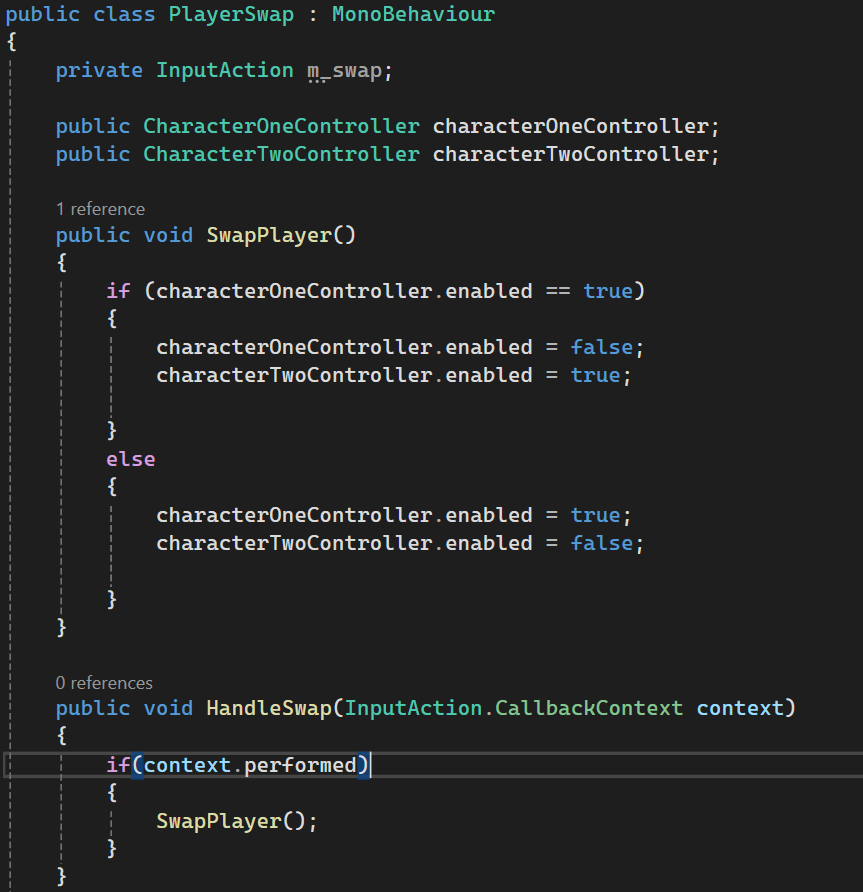 public class PlayerSwap : MonoBehaviour
{
    private InputAction m_swap;
    public CharacterOneController characterOneController;
    public CharacterTwoController characterTwoController;
    1 reference
    public void SwapPlayer()
    {
        if (characterOneController.enabled == true)
        {
            characterOneController.enabled = false;
            characterTwoController.enabled = true;
        }
        else
        {
            characterOneController.enabled = true;
            characterTwoController.enabled = false;
        }
    }
    0 references
    public void HandleSwap(InputAction.CallbackContext context)
    {
        if(context.performed)
        {
            SwapPlayer();
        }
    }